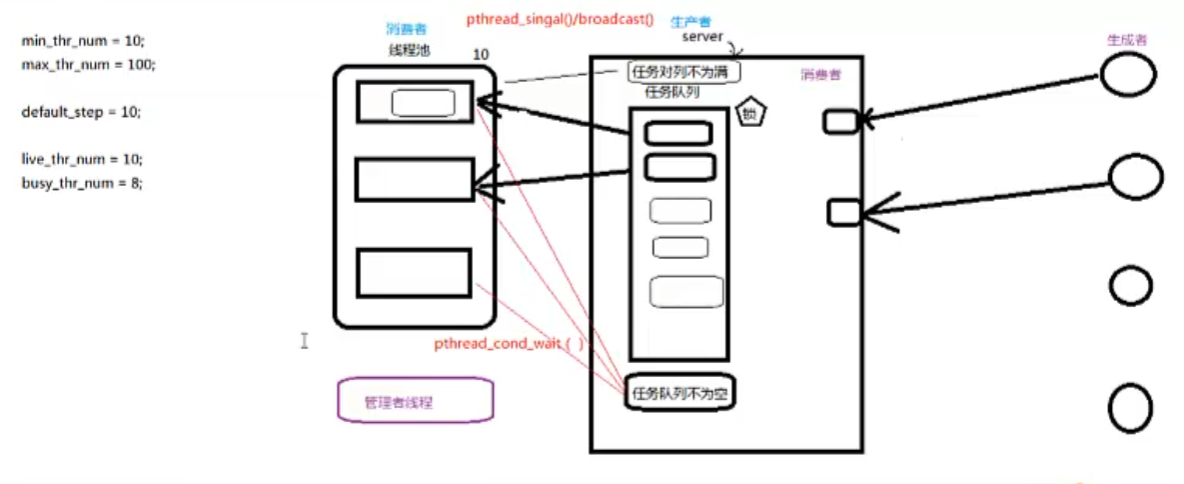 min_thr_num = 10;
max_thr_num = 100;
default_step = 10;
live_thr_num = 10;
busy_thr_num = 8;
消费者
线程池
10
pthread_singal()/broadcast()
生产者
server
任务对列不为满
任务队列
锁
消费者
生成者
pthread_cond_wait( )
任务队列不为空
管理者线程